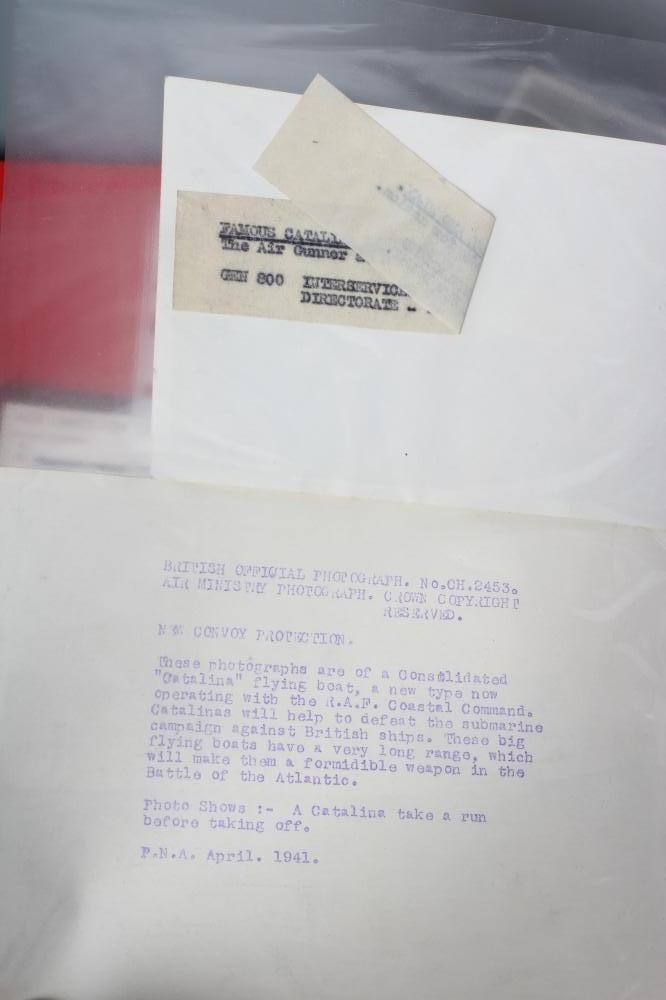 FAMOUS
The Air Gunner
GEN 800 INTERSERVICE
DIRECTORATE -
BRITISH OFFICIAL PHOTOGRAPH. No.CH.2453.
AIR MINISTRY PHOTOGRAPH. CROWN COPYRIGHT
RESERVED.
NEW CONVOY PROTECTION.
These photographs are of a Consolidated
"Catalina" flying boat, a new type now
operating with the R.A.F. Coastal Command.
Catalinas will help to defeat the submarine
campaign against British ships. These big
flying boats have a very long range, which
will make them a formidible weapon in the
Battle of the Atlantic.
Photo Shows :- A Catalina take a run
before taking off.
P.N.A. April. 1941.